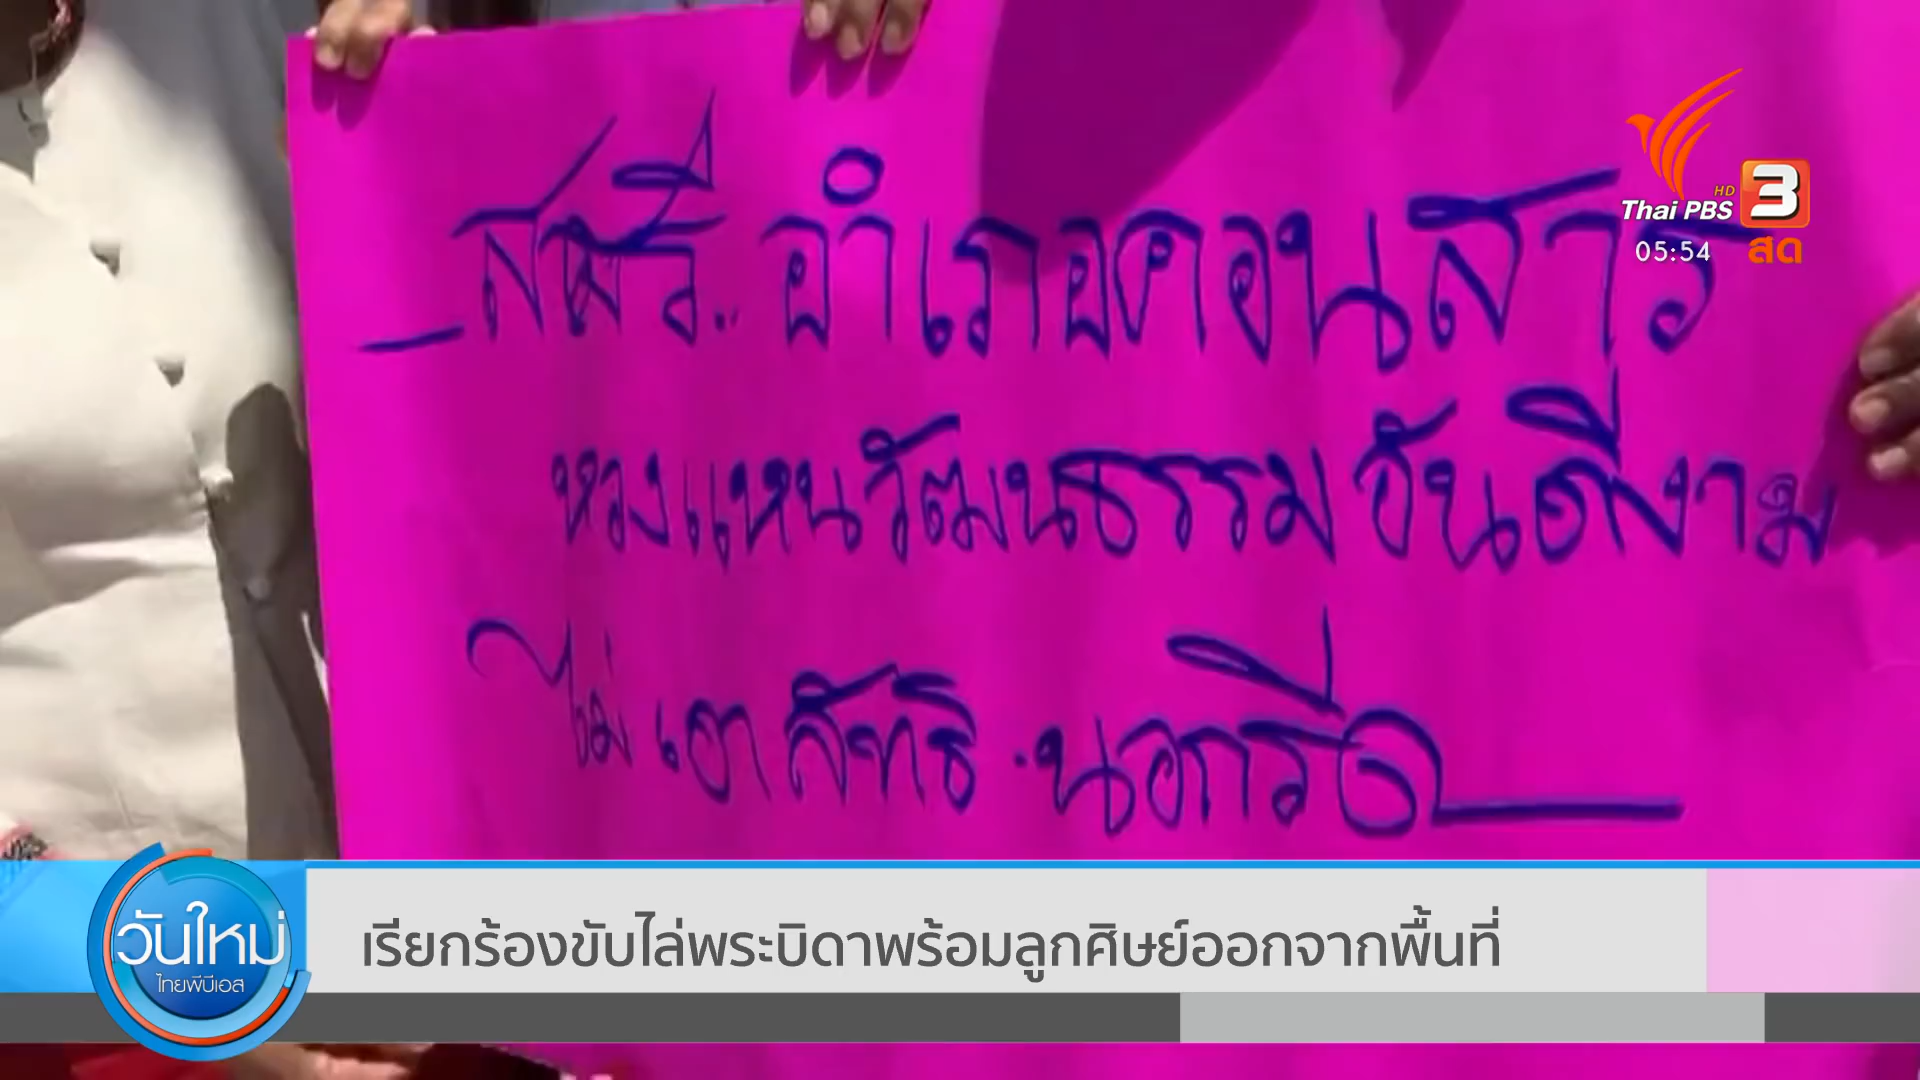 สตรี.. อำเภอคอนสาร
หวงแหนวัฒนธรรม อันดีงาม
ไม่ เอา ลัทธิ นอกรีต
Thai PBS HD 3
05:54 สด
วันใหม่
ไทยพีบีเอส
เรียกร้องขับไล่พระบิดาพร้อมลูกศิษย์ออกจากพื้นที่